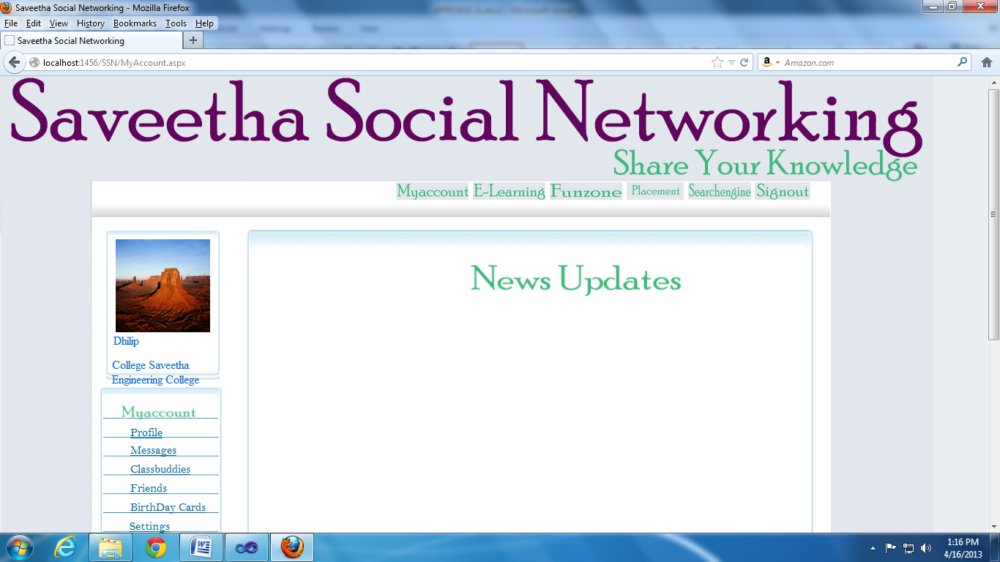 Saveetha Social Networking - Mozilla Firefox
File Edit View History Bookmarks Tools Help
Saveetha Social Networking
localhost:1456/SSN/MyAccount.aspx
Amazon.com
Saveetha Social Networking
Share Your Knowledge
Myaccount E-Learning Funzone Placement Searchengine Signout
News Updates
Dhilip
College Saveetha
Engineering College
Myaccount
Profile
Messages
Classbuddies
Friends
BirthDay Cards
Settings
1:16 PM
4/16/2013